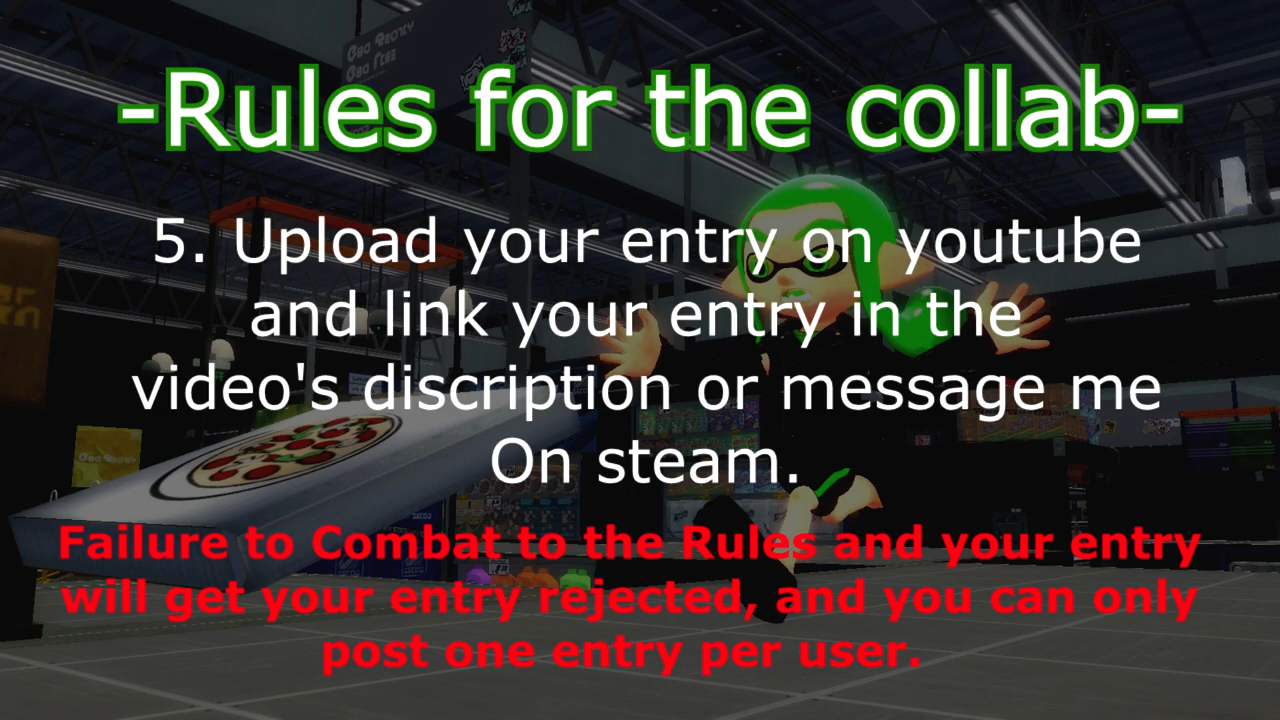 -Rules for the collab-
5. Upload your entry on youtube
and link your entry in the
video's discription or message me
On steam.
Failure to Combat to the Rules and your entry
will get your entry rejected, and you can only
post one entry per user.